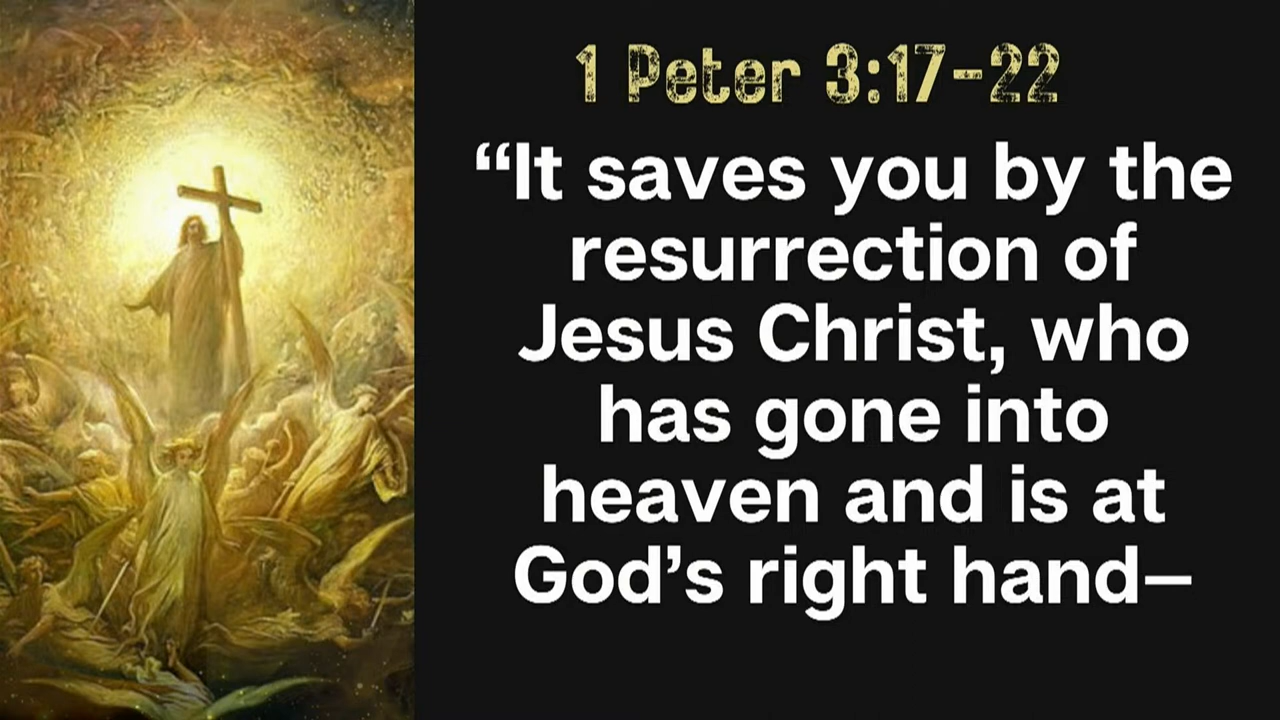 1 Peter 3:17-22
“It saves you by the
resurrection of
Jesus Christ, who
has gone into
heaven and is at
God’s right hand—